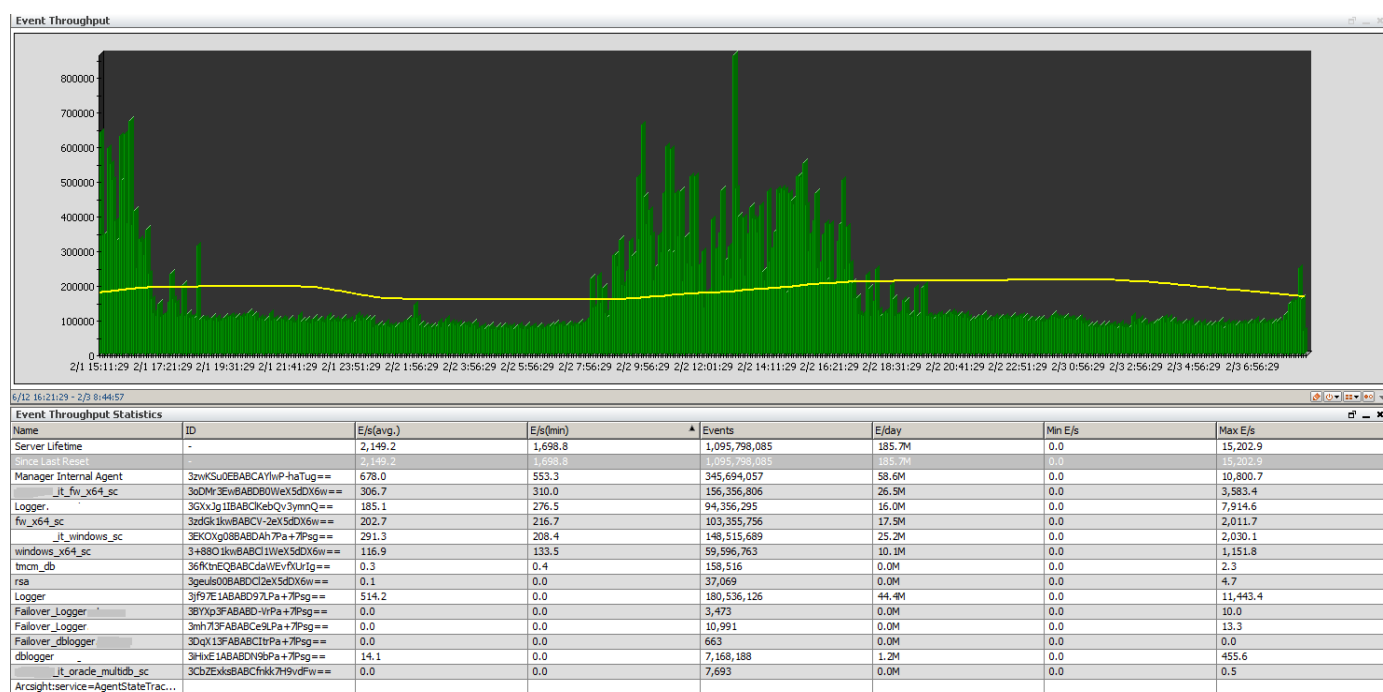 Event Throughput
800000
700000
600000
500000
400000
300000
200000
100000
0
2/1 15:11:29 2/1 17:21:29 2/1 19:31:29 2/1 21:41:29 2/1 23:51:29 2/2 1:56:29 2/2 3:56:29 2/2 5:56:29 2/2 7:56:29 2/2 9:56:29 2/2 12:01:29 2/2 14:11:29 2/2 16:21:29 2/2 18:31:29 2/2 20:41:29 2/2 22:51:29 2/3 0:56:29 2/3 2:56:29 2/3 4:56:29 2/3 6:56:29
6/12 16:21:29 - 2/3 8:44:57
Event Throughput Statistics
Name ID E/s(avg.) E/s(lmin) Events E/day Min E/s Max E/s
Server Lifetime - 2,149.2 1,698.8 1,095,798,085 185.7M 0.0 15,202.9
Since Last Reset - 2,149.2 1,698.8 1,095,798,085 185.7M 0.0 15,202.9
Manager Internal Agent 3zwKSu0EBABCAYlwP-haTug== 678.0 553.3 345,694,057 58.6M 0.0 10,800.7
_it_fw_x64_sc 3oDMr3EwBABDB0WeX5dDX6w== 306.7 310.0 156,356,806 26.5M 0.0 3,583.4
Logger. 3GXxJg1IBABClKebQv3ymnQ== 185.1 276.5 94,356,295 16.0M 0.0 7,914.6
fw_x64_sc 3zdGk1kwBABCV-2eX5dDX6w== 202.7 216.7 103,355,756 17.5M 0.0 2,011.7
_it_windows_sc 3EKOXg08BABDAh7Pa+7lPsg== 291.3 208.4 148,515,689 25.2M 0.0 2,030.1
windows_x64_sc 3+88O1kwBABCl1WeX5dDX6w== 116.9 133.5 59,596,763 10.1M 0.0 1,151.8
tmcm_db 36fKtnEQBABCdaWEvfXUrIg== 0.3 0.4 158,516 0.0M 0.0 2.3
rsa 3geuls00BABDCl2eX5dDX6w== 0.1 0.0 37,069 0.0M 0.0 4.7
Logger 3jf97E1ABABD97LPa+7lPsg== 514.2 0.0 180,536,126 44.4M 0.0 11,443.4
Failover_Logger 3BYXp3FABABD-VrPa+7lPsg== 0.0 0.0 3,473 0.0M 0.0 10.0
Failover_Logger 3mh7l3FABABCe9LPa+7lPsg== 0.0 0.0 10,991 0.0M 0.0 13.3
Failover_dblogger 3DqX13FABABCItrPa+7lPsg== 0.0 0.0 663 0.0M 0.0 0.0
dblogger 3iHixE1ABABDN9bPa+7lPsg== 14.1 0.0 7,168,188 1.2M 0.0 455.6
_it_oracle_multidb_sc 3CbZExksBABCfnkk7H9vdFw== 0.0 0.0 7,693 0.0M 0.0 0.5
Arcsight:service=AgentStateTrac...